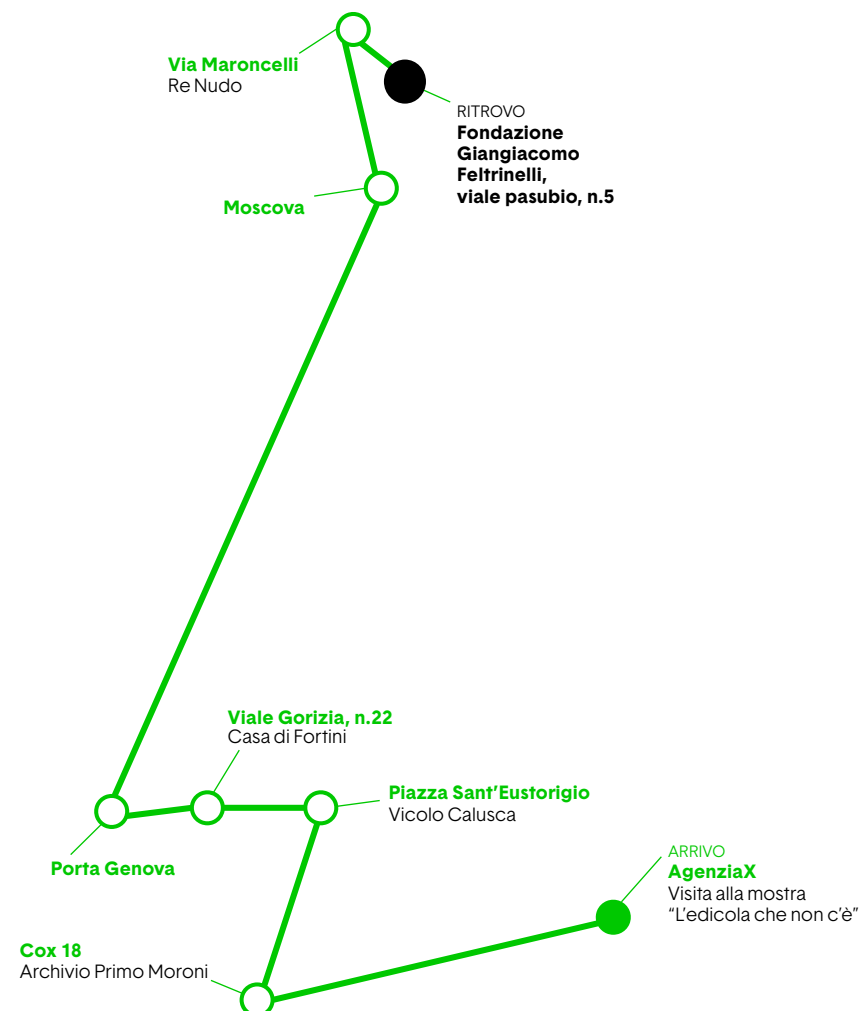 Via Maroncelli
Re Nudo
RITROVO
Fondazione
Giangiacomo
Feltrinelli,
viale pasubio, n.5
Moscova
Viale Gorizia, n.22
Casa di Fortini
Piazza Sant'Eustorigio
Vicolo Calusca
Porta Genova
ARRIVO
AgenziaX
Visita alla mostra
“L'edicola che non c'è”
Cox 18
Archivio Primo Moroni